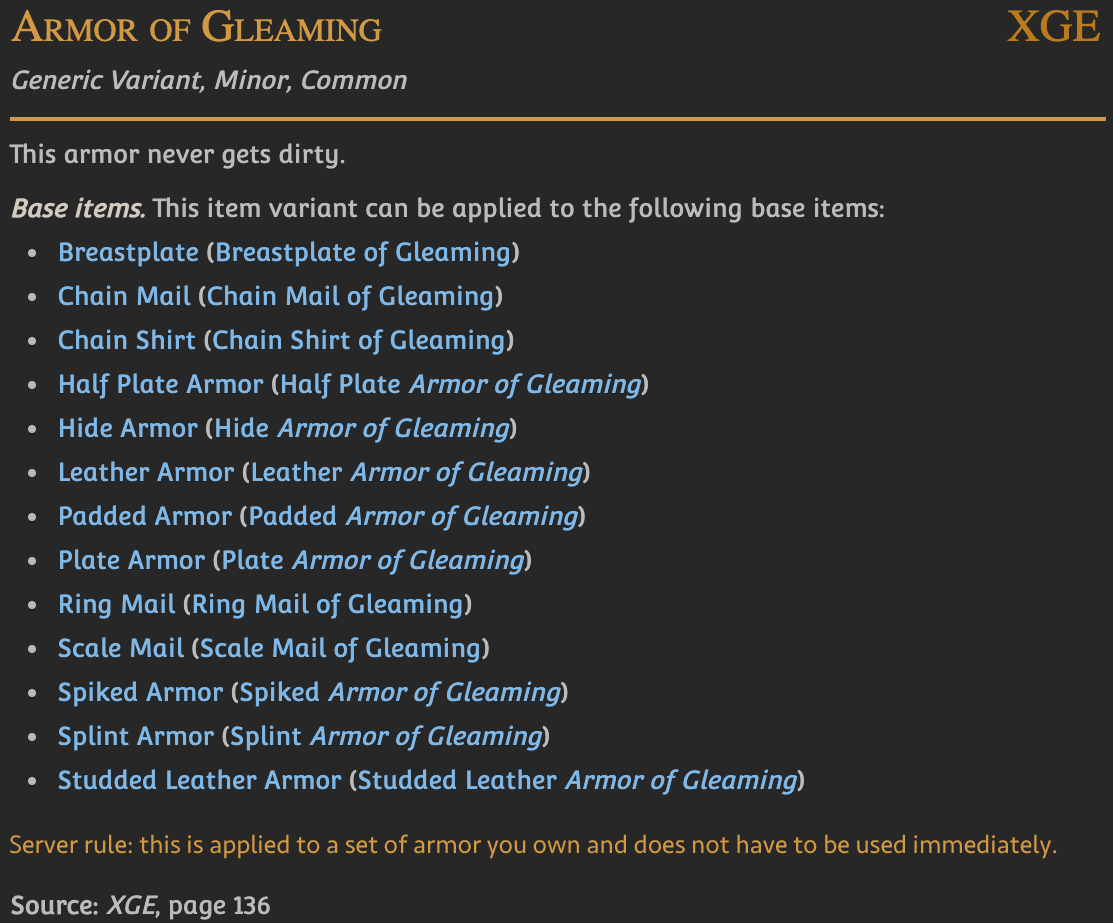 Armor of Gleaming XGE
Generic Variant, Minor, Common
This armor never gets dirty.
Base items. This item variant can be applied to the following base items:
• Breastplate (Breastplate of Gleaming)
• Chain Mail (Chain Mail of Gleaming)
• Chain Shirt (Chain Shirt of Gleaming)
• Half Plate Armor (Half Plate Armor of Gleaming)
• Hide Armor (Hide Armor of Gleaming)
• Leather Armor (Leather Armor of Gleaming)
• Padded Armor (Padded Armor of Gleaming)
• Plate Armor (Plate Armor of Gleaming)
• Ring Mail (Ring Mail of Gleaming)
• Scale Mail (Scale Mail of Gleaming)
• Spiked Armor (Spiked Armor of Gleaming)
• Splint Armor (Splint Armor of Gleaming)
• Studded Leather Armor (Studded Leather Armor of Gleaming)
Server rule: this is applied to a set of armor you own and does not have to be used immediately.
Source: XGE, page 136